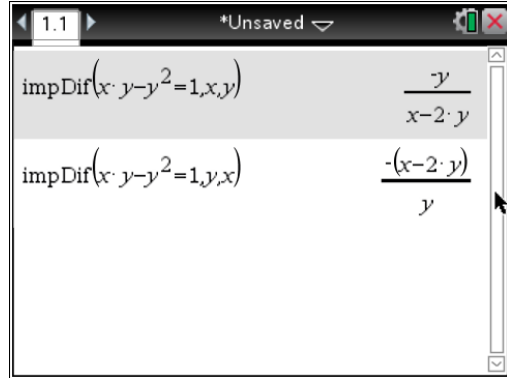 1.1 *Unsaved
impDif(x·y−y²=1,x,y) -y/(x−2·y)
impDif(x·y−y²=1,y,x) -(x−2·y)/y